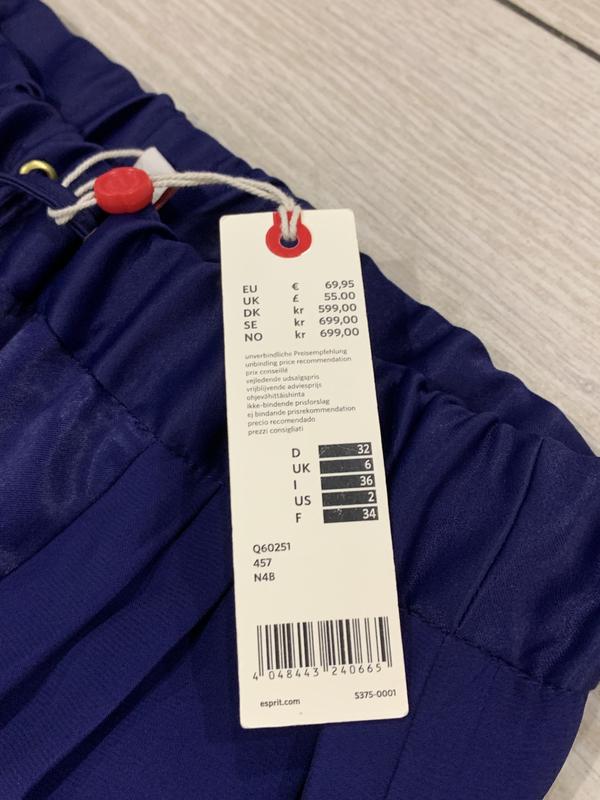 EU € 69,95
UK £ 55.00
DK kr 599,00
SE kr 699,00
NO kr 699,00
unverbindliche Preisempfehlung
unbinding price recommendation
prix conseillé
vejledende udsalgspris
vrijblijvende adviesprijs
ohjevähittäishinta
ikke-bindende prisforslag
ej bindande prisrekommendation
precio recomendado
prezzi consigliati
D 32
UK 6
I 36
US 2
F 34
Q60251
457
N4B
4 048443 240665
esprit.com S375-0001